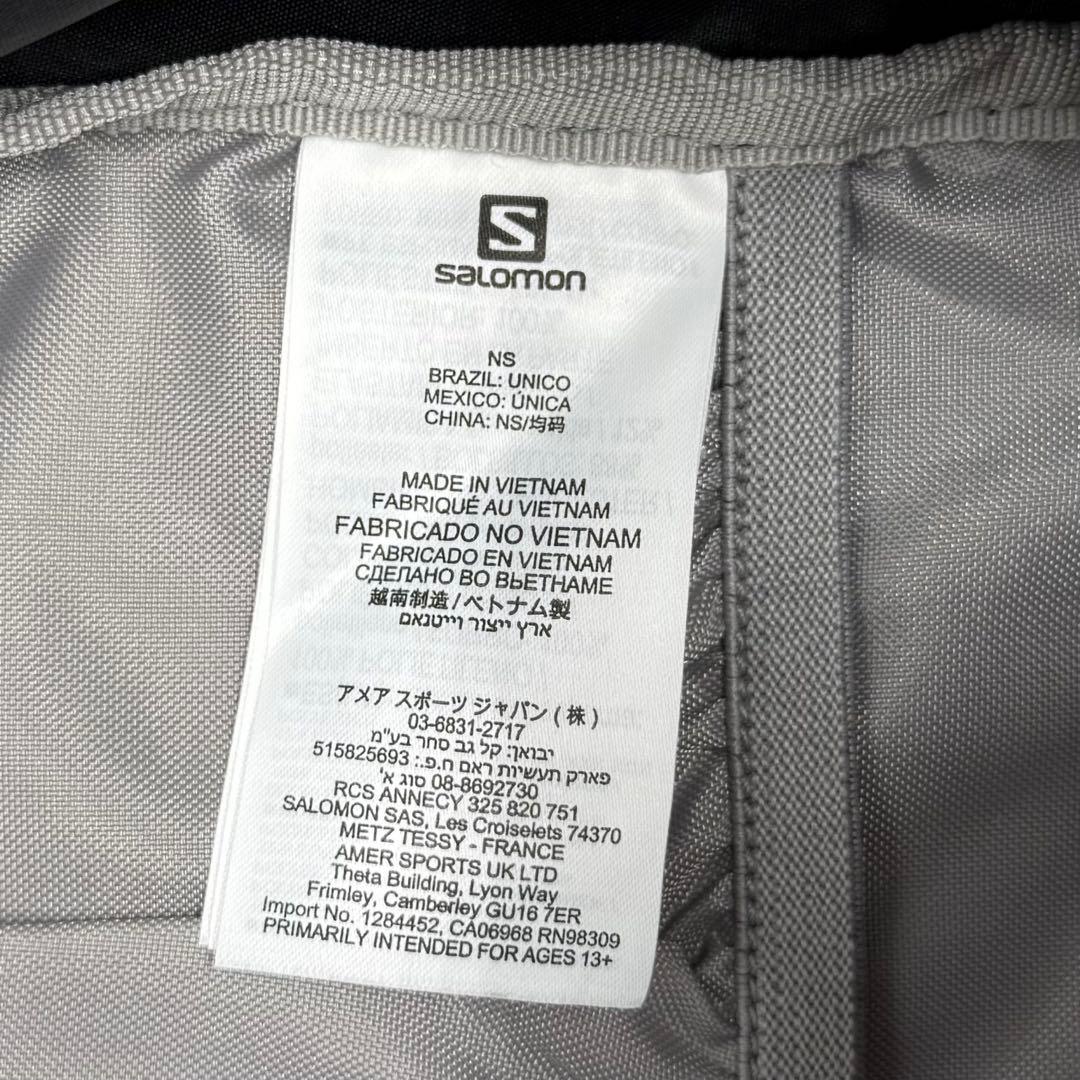 S
SALOMON
NS
BRAZIL: UNICO
MEXICO: ÚNICA
CHINA: NS/均码
MADE IN VIETNAM
FABRIQUÉ AU VIETNAM
FABRICADO NO VIETNAM
FABRICADO EN VIETNAM
СДЕЛАНО ВО ВЬЕТНАМЕ
越南制造/ベトナム製
ארץ ייצור וייטנאם
アメア スポーツ ジャパン ( 株 )
03-6831-2717
יבואן: קל גב סחר בע"מ
פארק תעשיות ראם ח.פ.: 515825693
08-8692730 סוג א'
RCS ANNECY 325 820 751
SALOMON SAS, Les Croiselets 74370
METZ TESSY - FRANCE
AMER SPORTS UK LTD
Theta Building, Lyon Way
Frimley, Camberley GU16 7ER
Import No. 1284452, CA06968 RN98309
PRIMARILY INTENDED FOR AGES 13+